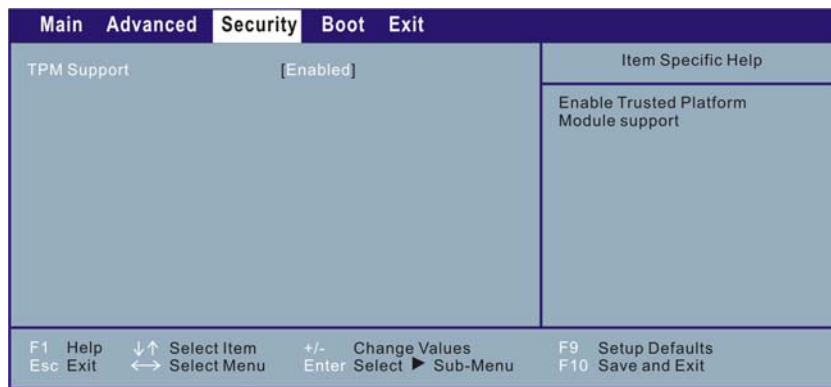 Main Advanced Security Boot Exit
TPM Support [Enabled]
Item Specific Help
Enable Trusted Platform
Module support
F1 Help ↓↑ Select Item +/- Change Values F9 Setup Defaults
Esc Exit ←→ Select Menu Enter Select ▶ Sub-Menu F10 Save and Exit